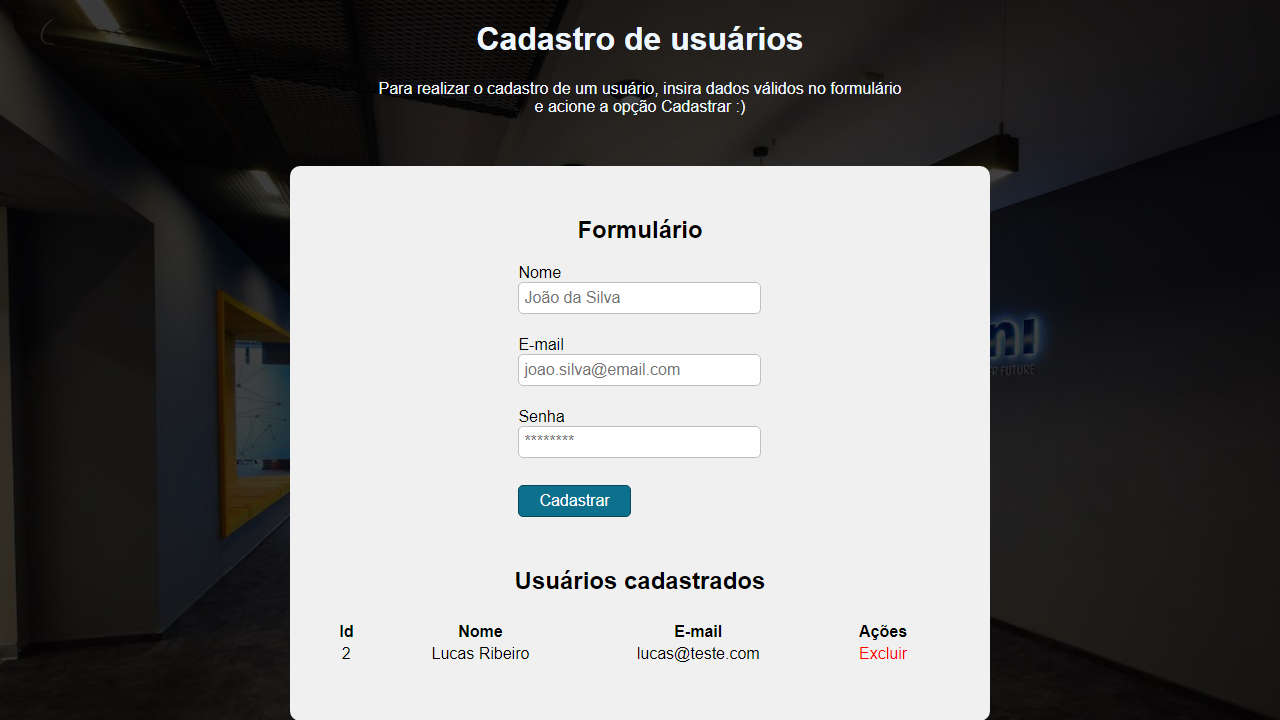 Cadastro de usuários
Para realizar o cadastro de um usuário, insira dados válidos no formulário
e acione a opção Cadastrar :)
Formulário
Nome
João da Silva
E-mail
joao.silva@email.com
Senha
********
Cadastrar
Usuários cadastrados
Id Nome E-mail Ações
2 Lucas Ribeiro lucas@teste.com Excluir
FUTURE